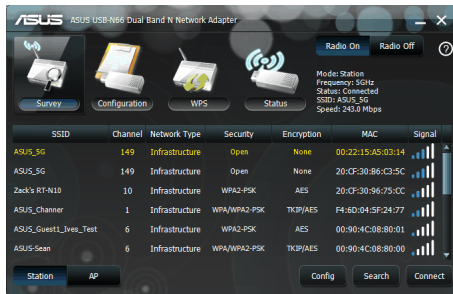 ASUS ASUS USB-N66 Dual Band N Network Adapter
Radio On Radio Off
Mode: Station
Frequency: 5GHz
Status: Connected
SSID: ASUS_5G
Speed: 243.0 Mbps
Survey Configuration WPS Status
SSID Channel Network Type Security Encryption MAC Signal
ASUS_5G 149 Infrastructure Open None 00:22:15:A5:03:14
ASUS_5G 149 Infrastructure Open None 20:CF:30:B6:C3:5C
Zack's RT-N10 10 Infrastructure WPA2-PSK AES 20:CF:30:96:75:CC
ASUS_Channer 1 Infrastructure WPA/WPA2-PSK TKIP/AES F4:6D:04:5F:24:77
ASUS_Guest1_Ives_Test 6 Infrastructure WPA2-PSK AES 00:90:4C:08:80:01
ASUS-Sean 6 Infrastructure WPA/WPA2-PSK TKIP/AES 00:90:4C:08:80:00
Station AP Config Search Connect